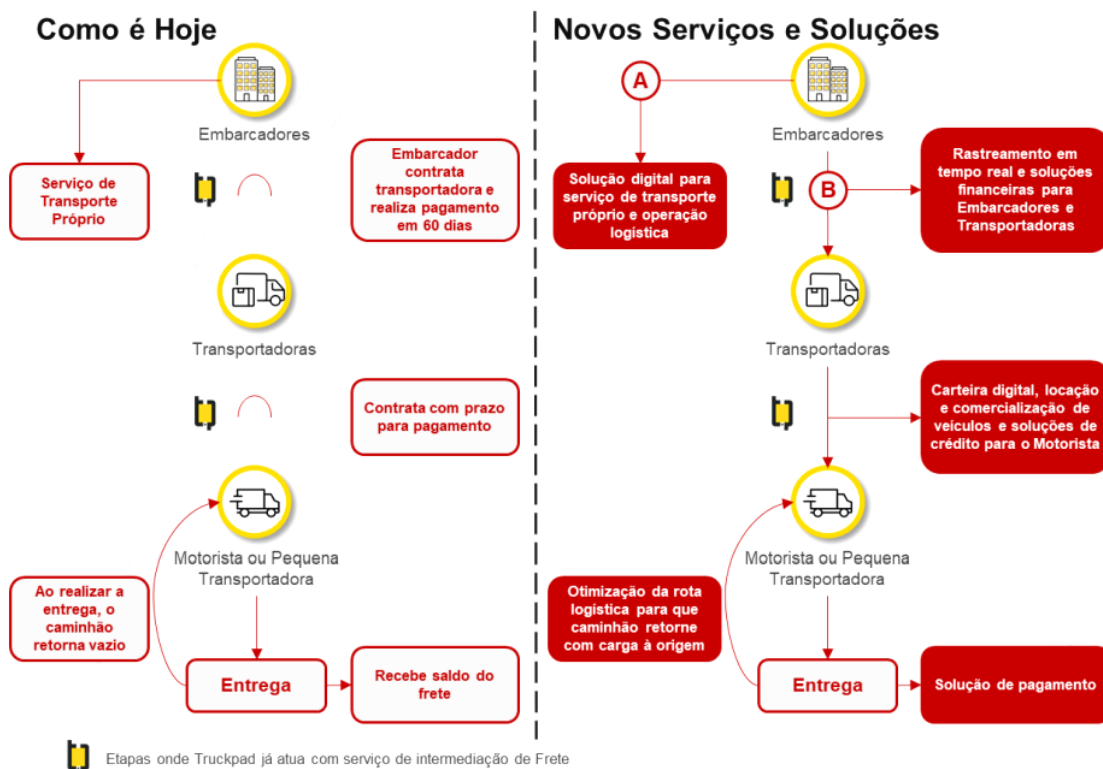 Como é Hoje
Embarcadores
Serviço de
Transporte
Próprio
Embarcador
contrata
transportadora e
realiza pagamento
em 60 dias
Transportadoras
Contrata com prazo
para pagamento
Motorista ou Pequena
Transportadora
Ao realizar a
entrega, o
caminhão
retorna vazio
Entrega
Recebe saldo do
frete
Novos Serviços e Soluções
A
Embarcadores
Solução digital para
serviço de transporte
próprio e operação
logística
B
Rastreamento em
tempo real e soluções
financeiras para
Embarcadores e
Transportadoras
Transportadoras
Carteira digital, locação
e comercialização de
veículos e soluções de
crédito para o Motorista
Motorista ou Pequena
Transportadora
Otimização da rota
logística para que
caminhão retorne
com carga à origem
Entrega
Solução de pagamento
Etapas onde Truckpad já atua com serviço de intermediação de Frete